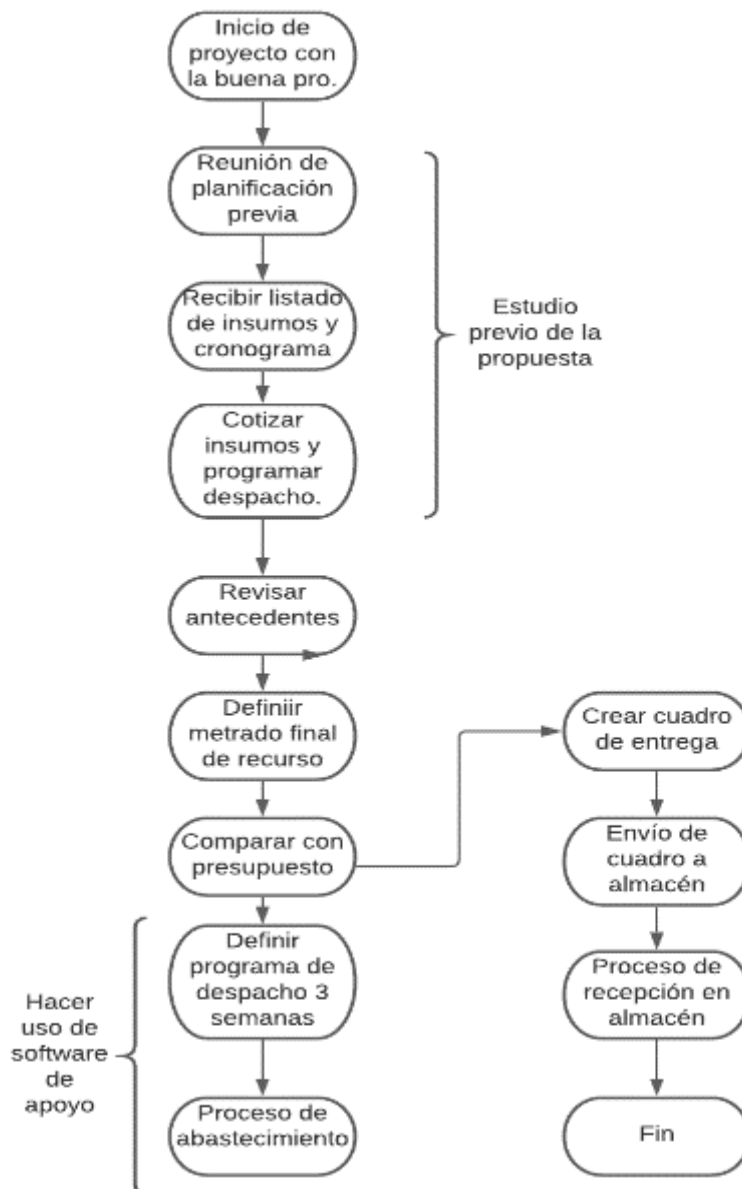 Inicio de
proyecto con
la buena pro.
Reunión de
planificación
previa
Recibir listado
de insumos y
cronograma
Cotizar
insumos y
programar
despacho.
Estudio
previo de la
propuesta
Revisar
antecedentes
Definiir
metrado final
de recurso
Comparar con
presupuesto
Definir
programa de
despacho 3
semanas
Proceso de
abastecimiento
Hacer
uso de
software
de
apoyo
Crear cuadro
de entrega
Envío de
cuadro a
almacén
Proceso de
recepción en
almacén
Fin